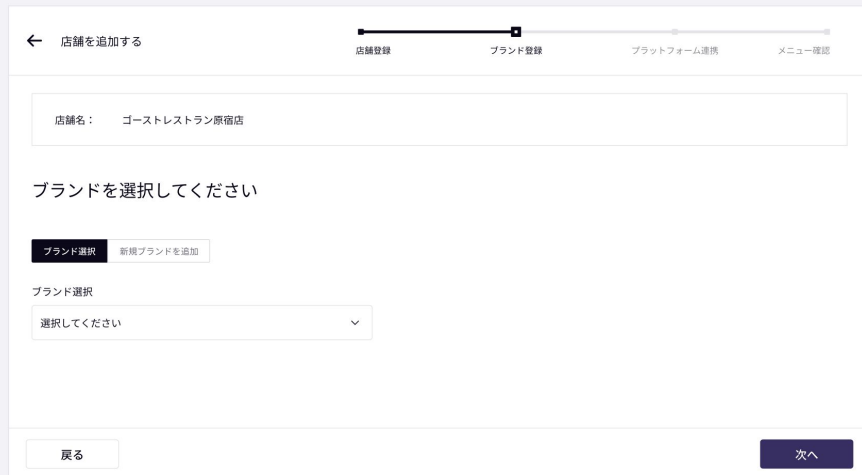 店舗を追加する
店舗登録
ブランド登録
プラットフォーム連携
メニュー確認
店舗名： ゴーストレストラン原宿店
ブランドを選択してください
ブランド選択
新規ブランドを追加
ブランド選択
選択してください
戻る
次へ